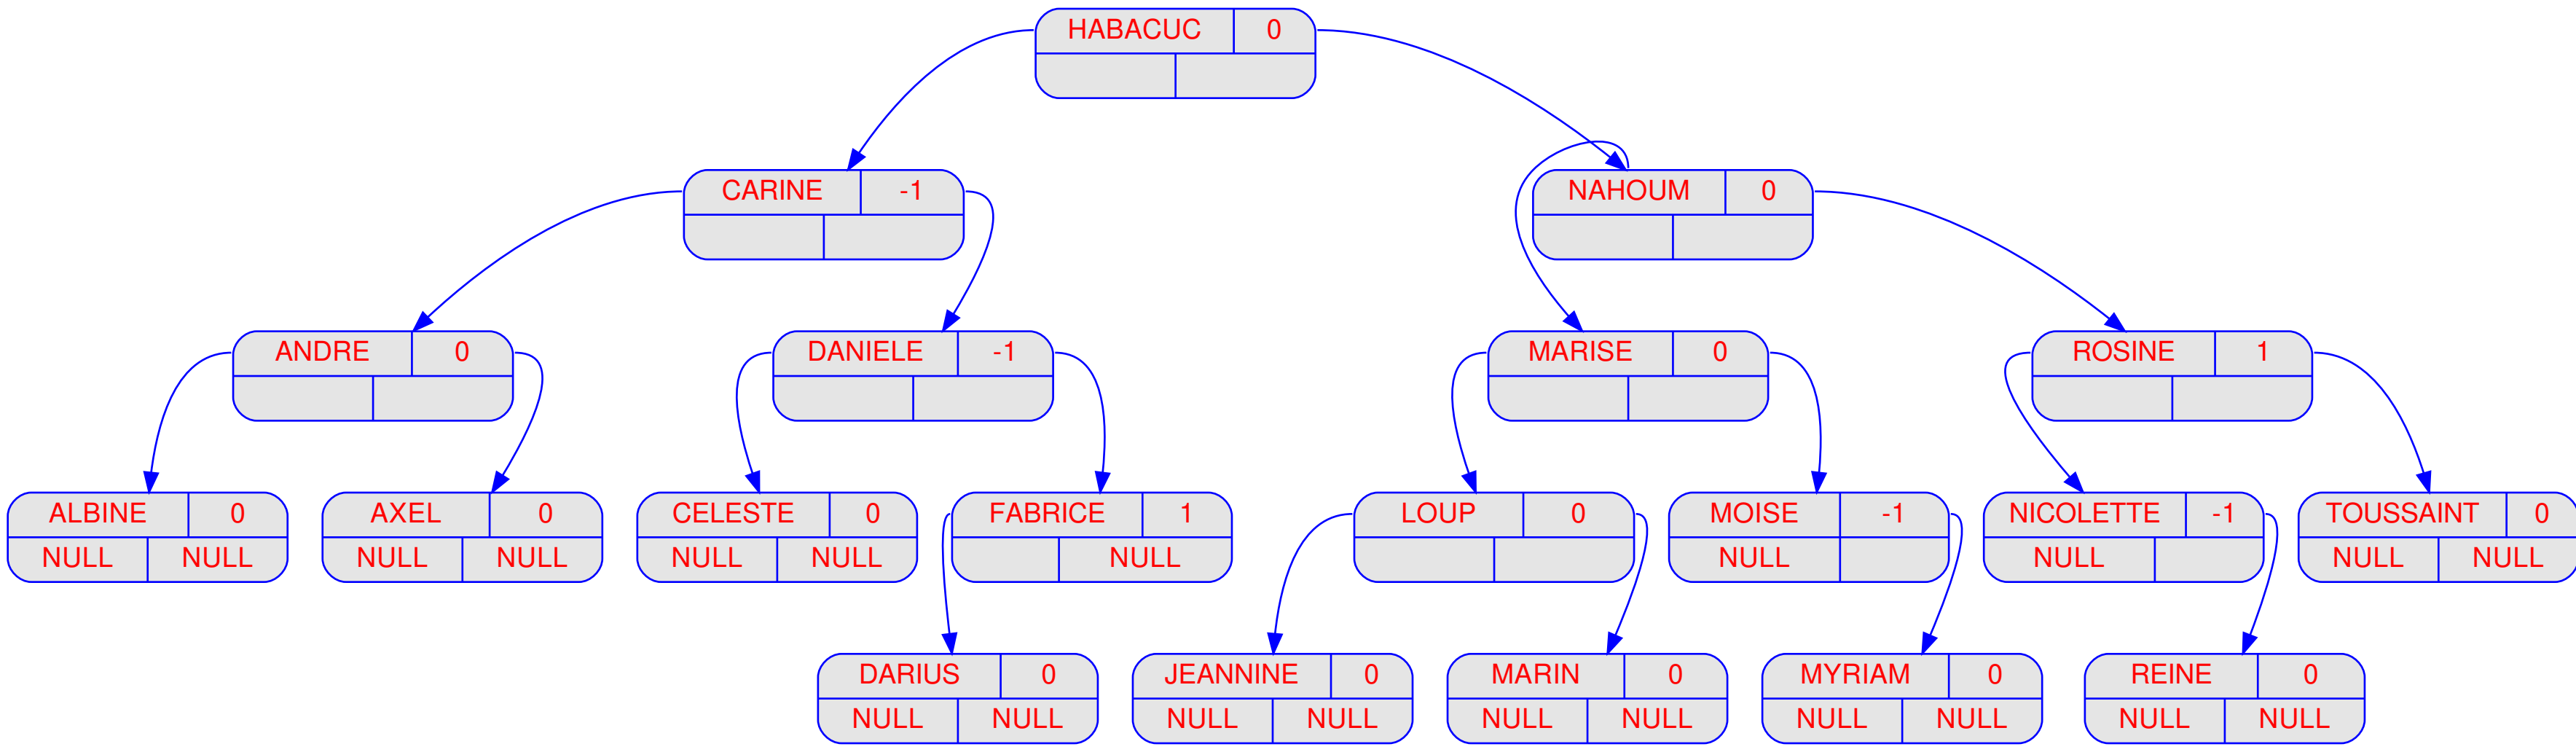 HABACUC 0
CARINE -1
NAHOUM 0
ANDRE 0
DANIELE -1
MARISE 0
ROSINE 1
ALBINE 0
NULL NULL
AXEL 0
NULL NULL
CELESTE 0
NULL NULL
FABRICE 1
NULL
LOUP 0
MOISE -1
NULL
NICOLETTE -1
NULL
TOUSSAINT 0
NULL NULL
DARIUS 0
NULL NULL
JEANNINE 0
NULL NULL
MARIN 0
NULL NULL
MYRIAM 0
NULL NULL
REINE 0
NULL NULL